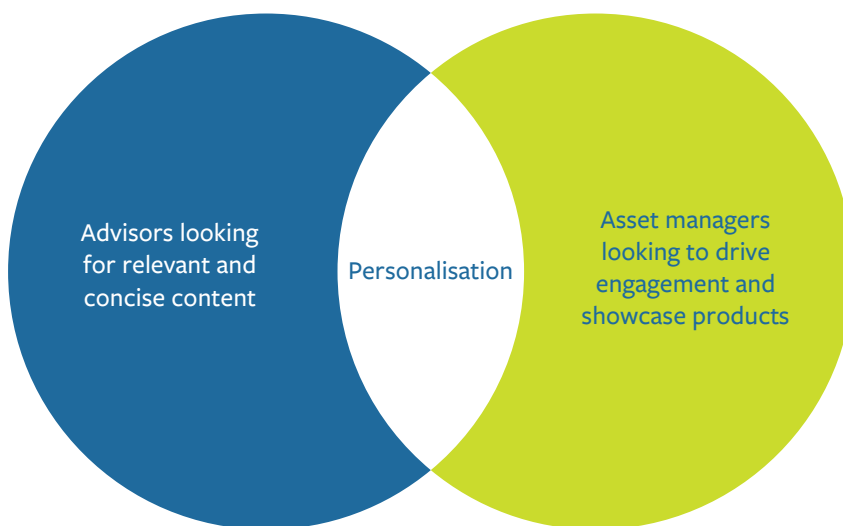 Advisors looking
for relevant and
concise content
Personalisation
Asset managers
looking to drive
engagement and
showcase products